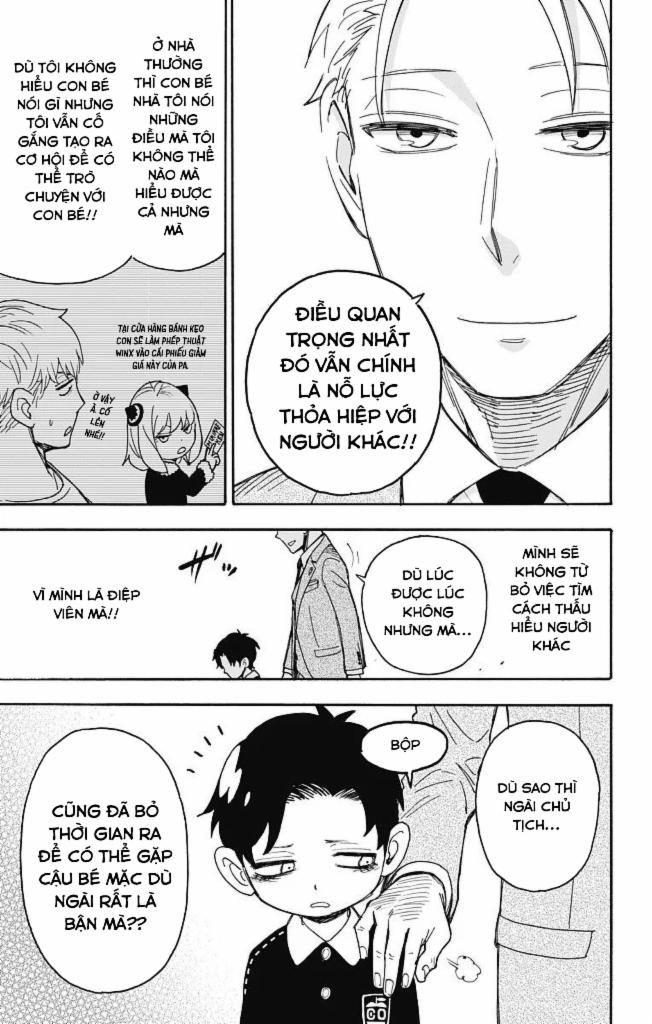 ĐIỀU QUAN
TRỌNG NHẤT
ĐÓ VẪN CHÍNH
LÀ NỖ LỰC
THỎA HIỆP VỚI
NGƯỜI KHÁC!!
Ở NHÀ
THƯỜNG
THÌ CON BÉ
NHÀ TÔI NÓI
NHỮNG
ĐIỀU MÀ TÔI
KHÔNG THỂ
NÀO MÀ
HIỂU ĐƯỢC
CẢ NHƯNG
MÀ
DÙ TÔI KHÔNG
HIỂU CON BÉ
NÓI GÌ NHƯNG
TÔI VẪN CỐ
GẮNG TẠO RA
CƠ HỘI ĐỂ CÓ
THỂ TRÒ
CHUYỆN VỚI
CON BÉ!!
TẠI CỬA HÀNG BÁNH KẸO
CON SẼ LÀM PHÉP THUẬT
WINX VÀO CÁI PHIẾU GIẢM
GIÁ NÀY CỦA PA.
Ờ VẬY
À. CỐ
LÊN
NHÉ!!
MÌNH SẼ
KHÔNG TỪ
BỎ VIỆC TÌM
CÁCH THẤU
HIỂU NGƯỜI
KHÁC
DÙ LÚC
ĐƯỢC LÚC
KHÔNG
NHƯNG MÀ...
VÌ MÌNH LÀ ĐIỆP
VIÊN MÀ!!
DÙ SAO THÌ
NGÀI CHỦ
TỊCH...
BỘP
CŨNG ĐÃ BỎ
THỜI GIAN RA
ĐỂ CÓ THỂ GẶP
CẬU BÉ MẶC DÙ
NGÀI RẤT LÀ
BẬN MÀ??